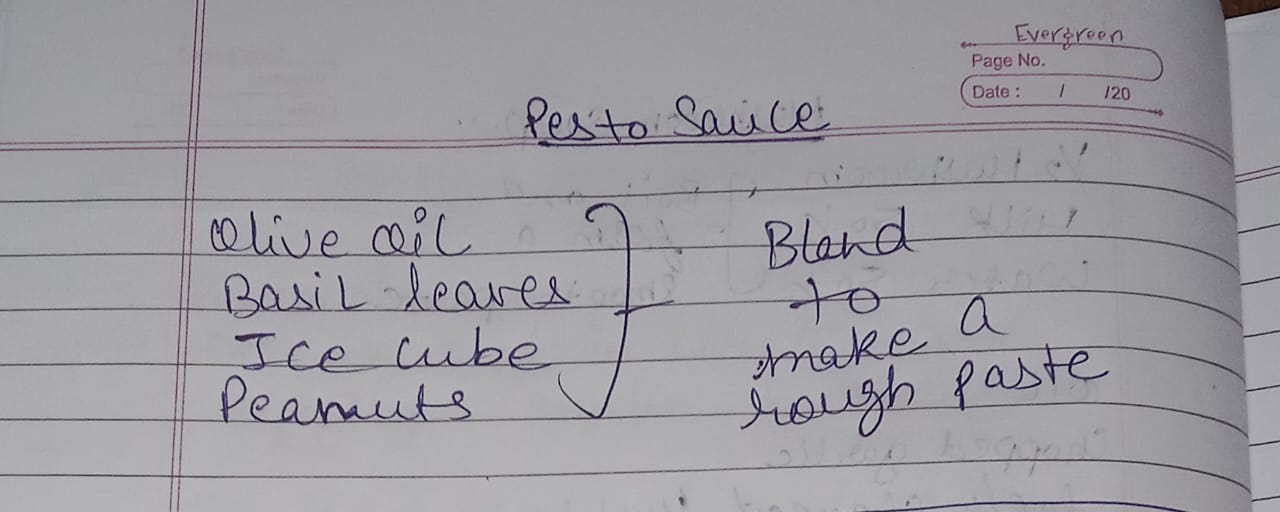 Evergreen
Page No.
Date : / /20
Pesto Sauce
Olive Oil
Basil leaves
Ice cube
Peanuts
Blend
to
make a
rough paste